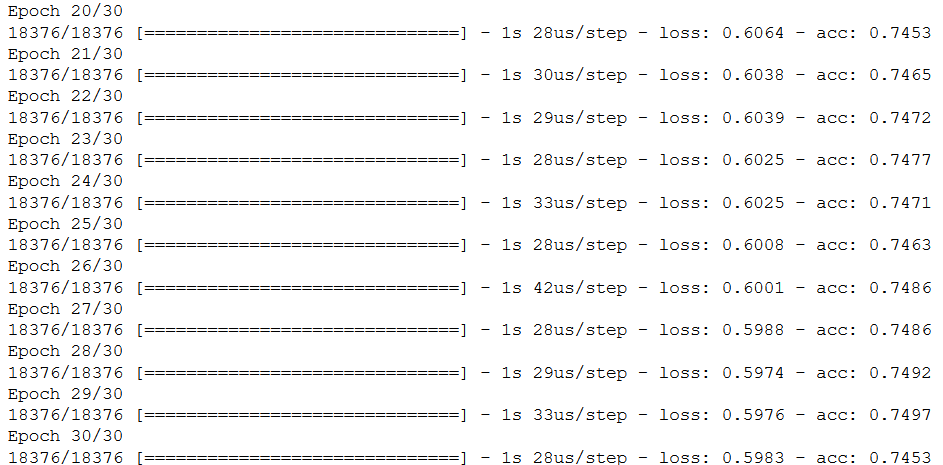 Epoch 20/30
18376/18376 [==============================] - 1s 28us/step - loss: 0.6064 - acc: 0.7453
Epoch 21/30
18376/18376 [==============================] - 1s 30us/step - loss: 0.6038 - acc: 0.7465
Epoch 22/30
18376/18376 [==============================] - 1s 29us/step - loss: 0.6039 - acc: 0.7472
Epoch 23/30
18376/18376 [==============================] - 1s 28us/step - loss: 0.6025 - acc: 0.7477
Epoch 24/30
18376/18376 [==============================] - 1s 33us/step - loss: 0.6025 - acc: 0.7471
Epoch 25/30
18376/18376 [==============================] - 1s 28us/step - loss: 0.6008 - acc: 0.7463
Epoch 26/30
18376/18376 [==============================] - 1s 42us/step - loss: 0.6001 - acc: 0.7486
Epoch 27/30
18376/18376 [==============================] - 1s 28us/step - loss: 0.5988 - acc: 0.7486
Epoch 28/30
18376/18376 [==============================] - 1s 29us/step - loss: 0.5974 - acc: 0.7492
Epoch 29/30
18376/18376 [==============================] - 1s 33us/step - loss: 0.5976 - acc: 0.7497
Epoch 30/30
18376/18376 [==============================] - 1s 28us/step - loss: 0.5983 - acc: 0.7453